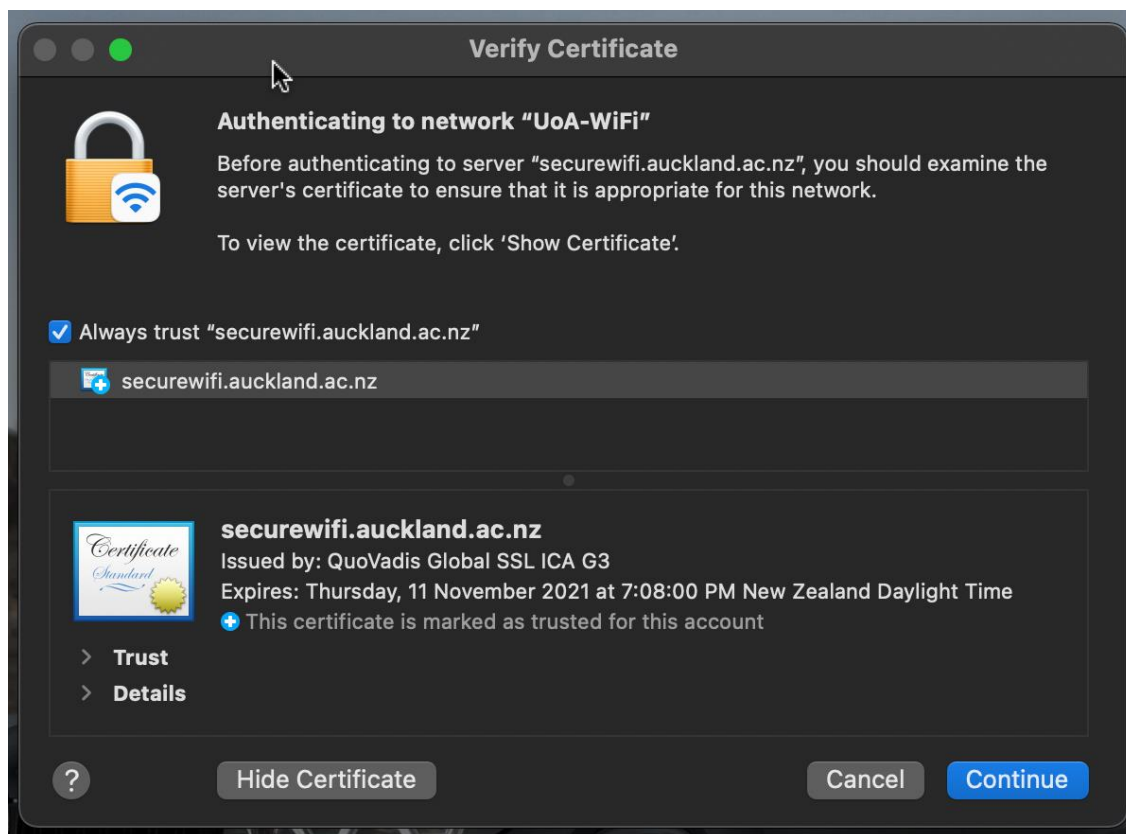 Verify Certificate
Authenticating to network “UoA-WiFi”
Before authenticating to server “securewifi.auckland.ac.nz”, you should examine the
server's certificate to ensure that it is appropriate for this network.
To view the certificate, click ‘Show Certificate’.
Always trust “securewifi.auckland.ac.nz”
securewifi.auckland.ac.nz
Certificate
Standard
securewifi.auckland.ac.nz
Issued by: QuoVadis Global SSL ICA G3
Expires: Thursday, 11 November 2021 at 7:08:00 PM New Zealand Daylight Time
This certificate is marked as trusted for this account
Trust
Details
?
Hide Certificate
Cancel
Continue